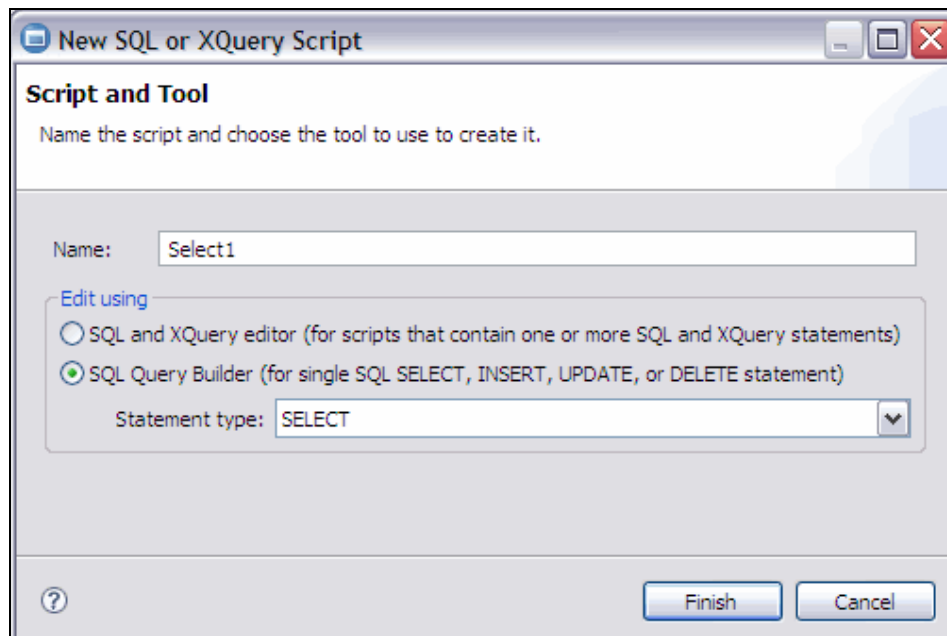 New SQL or XQuery Script
Script and Tool
Name the script and choose the tool to use to create it.
Name: Select1
Edit using
SQL and XQuery editor (for scripts that contain one or more SQL and XQuery statements)
SQL Query Builder (for single SQL SELECT, INSERT, UPDATE, or DELETE statement)
Statement type: SELECT
? Finish Cancel